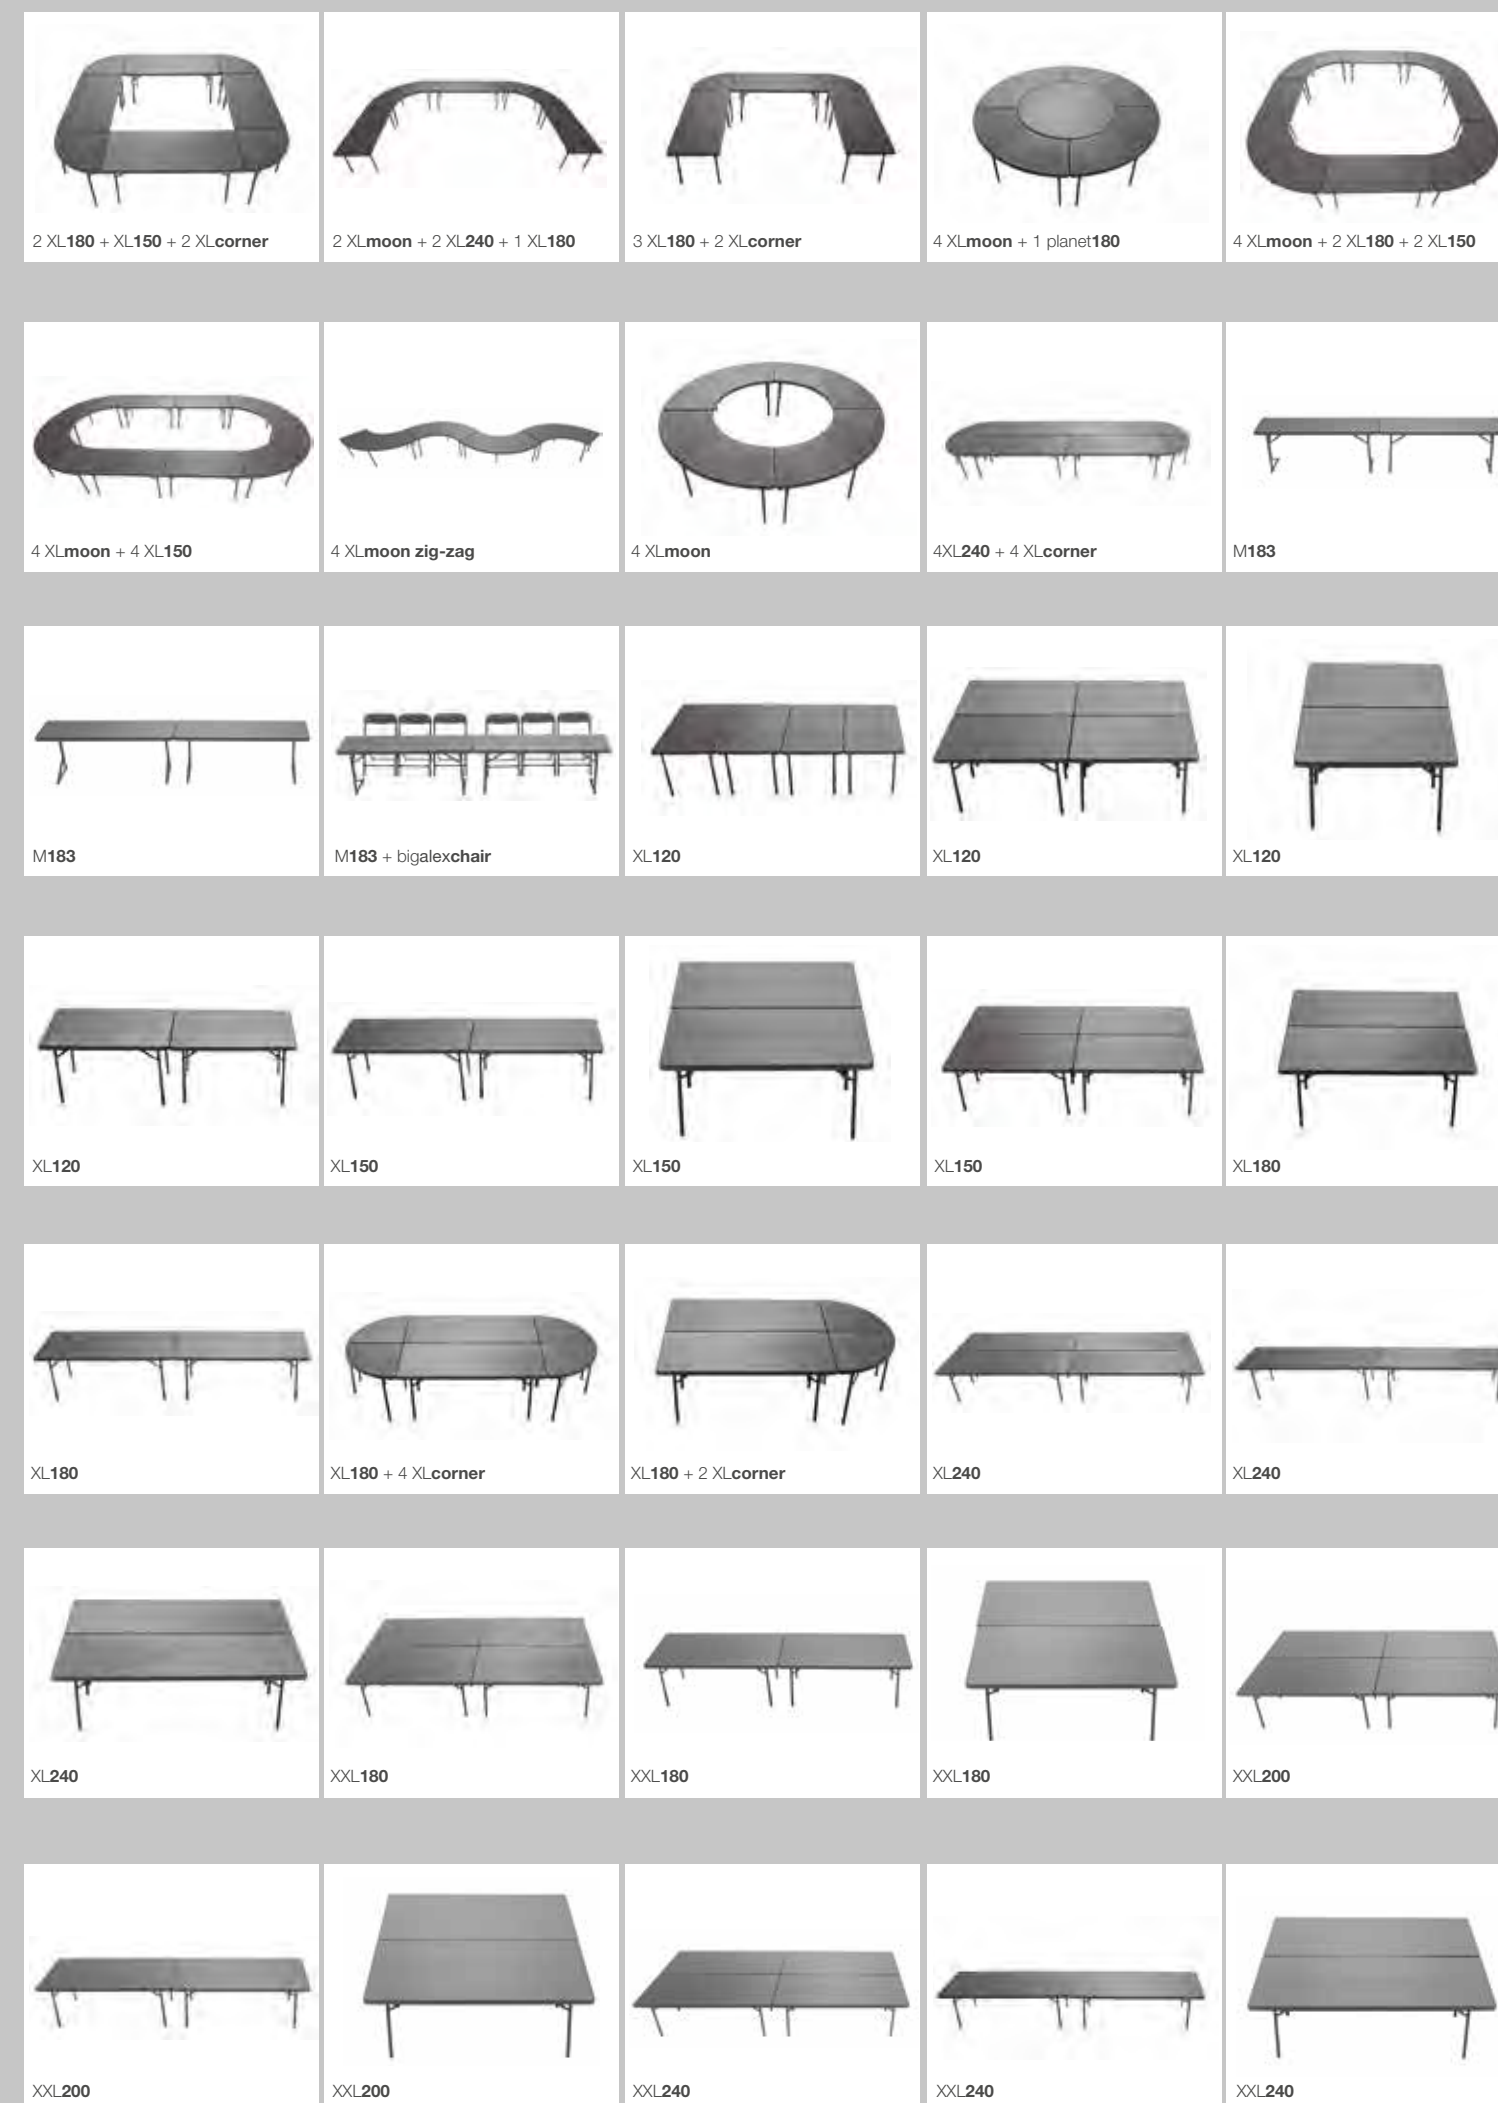 2 XL180 + XL150 + 2 XLcorner
2 XLmoon + 2 XL240 + 1 XL180
3 XL180 + 2 XLcorner
4 XLmoon + 1 planet180
4 XLmoon + 2 XL180 + 2 XL150
4 XLmoon + 4 XL150
4 XLmoon zig-zag
4 XLmoon
4XL240 + 4 XLcorner
M183
M183
M183 + bigalexchair
XL120
XL120
XL120
XL120
XL150
XL150
XL150
XL180
XL180
XL180 + 4 XLcorner
XL180 + 2 XLcorner
XL240
XL240
XL240
XXL180
XXL180
XXL180
XXL200
XXL200
XXL200
XXL240
XXL240
XXL240